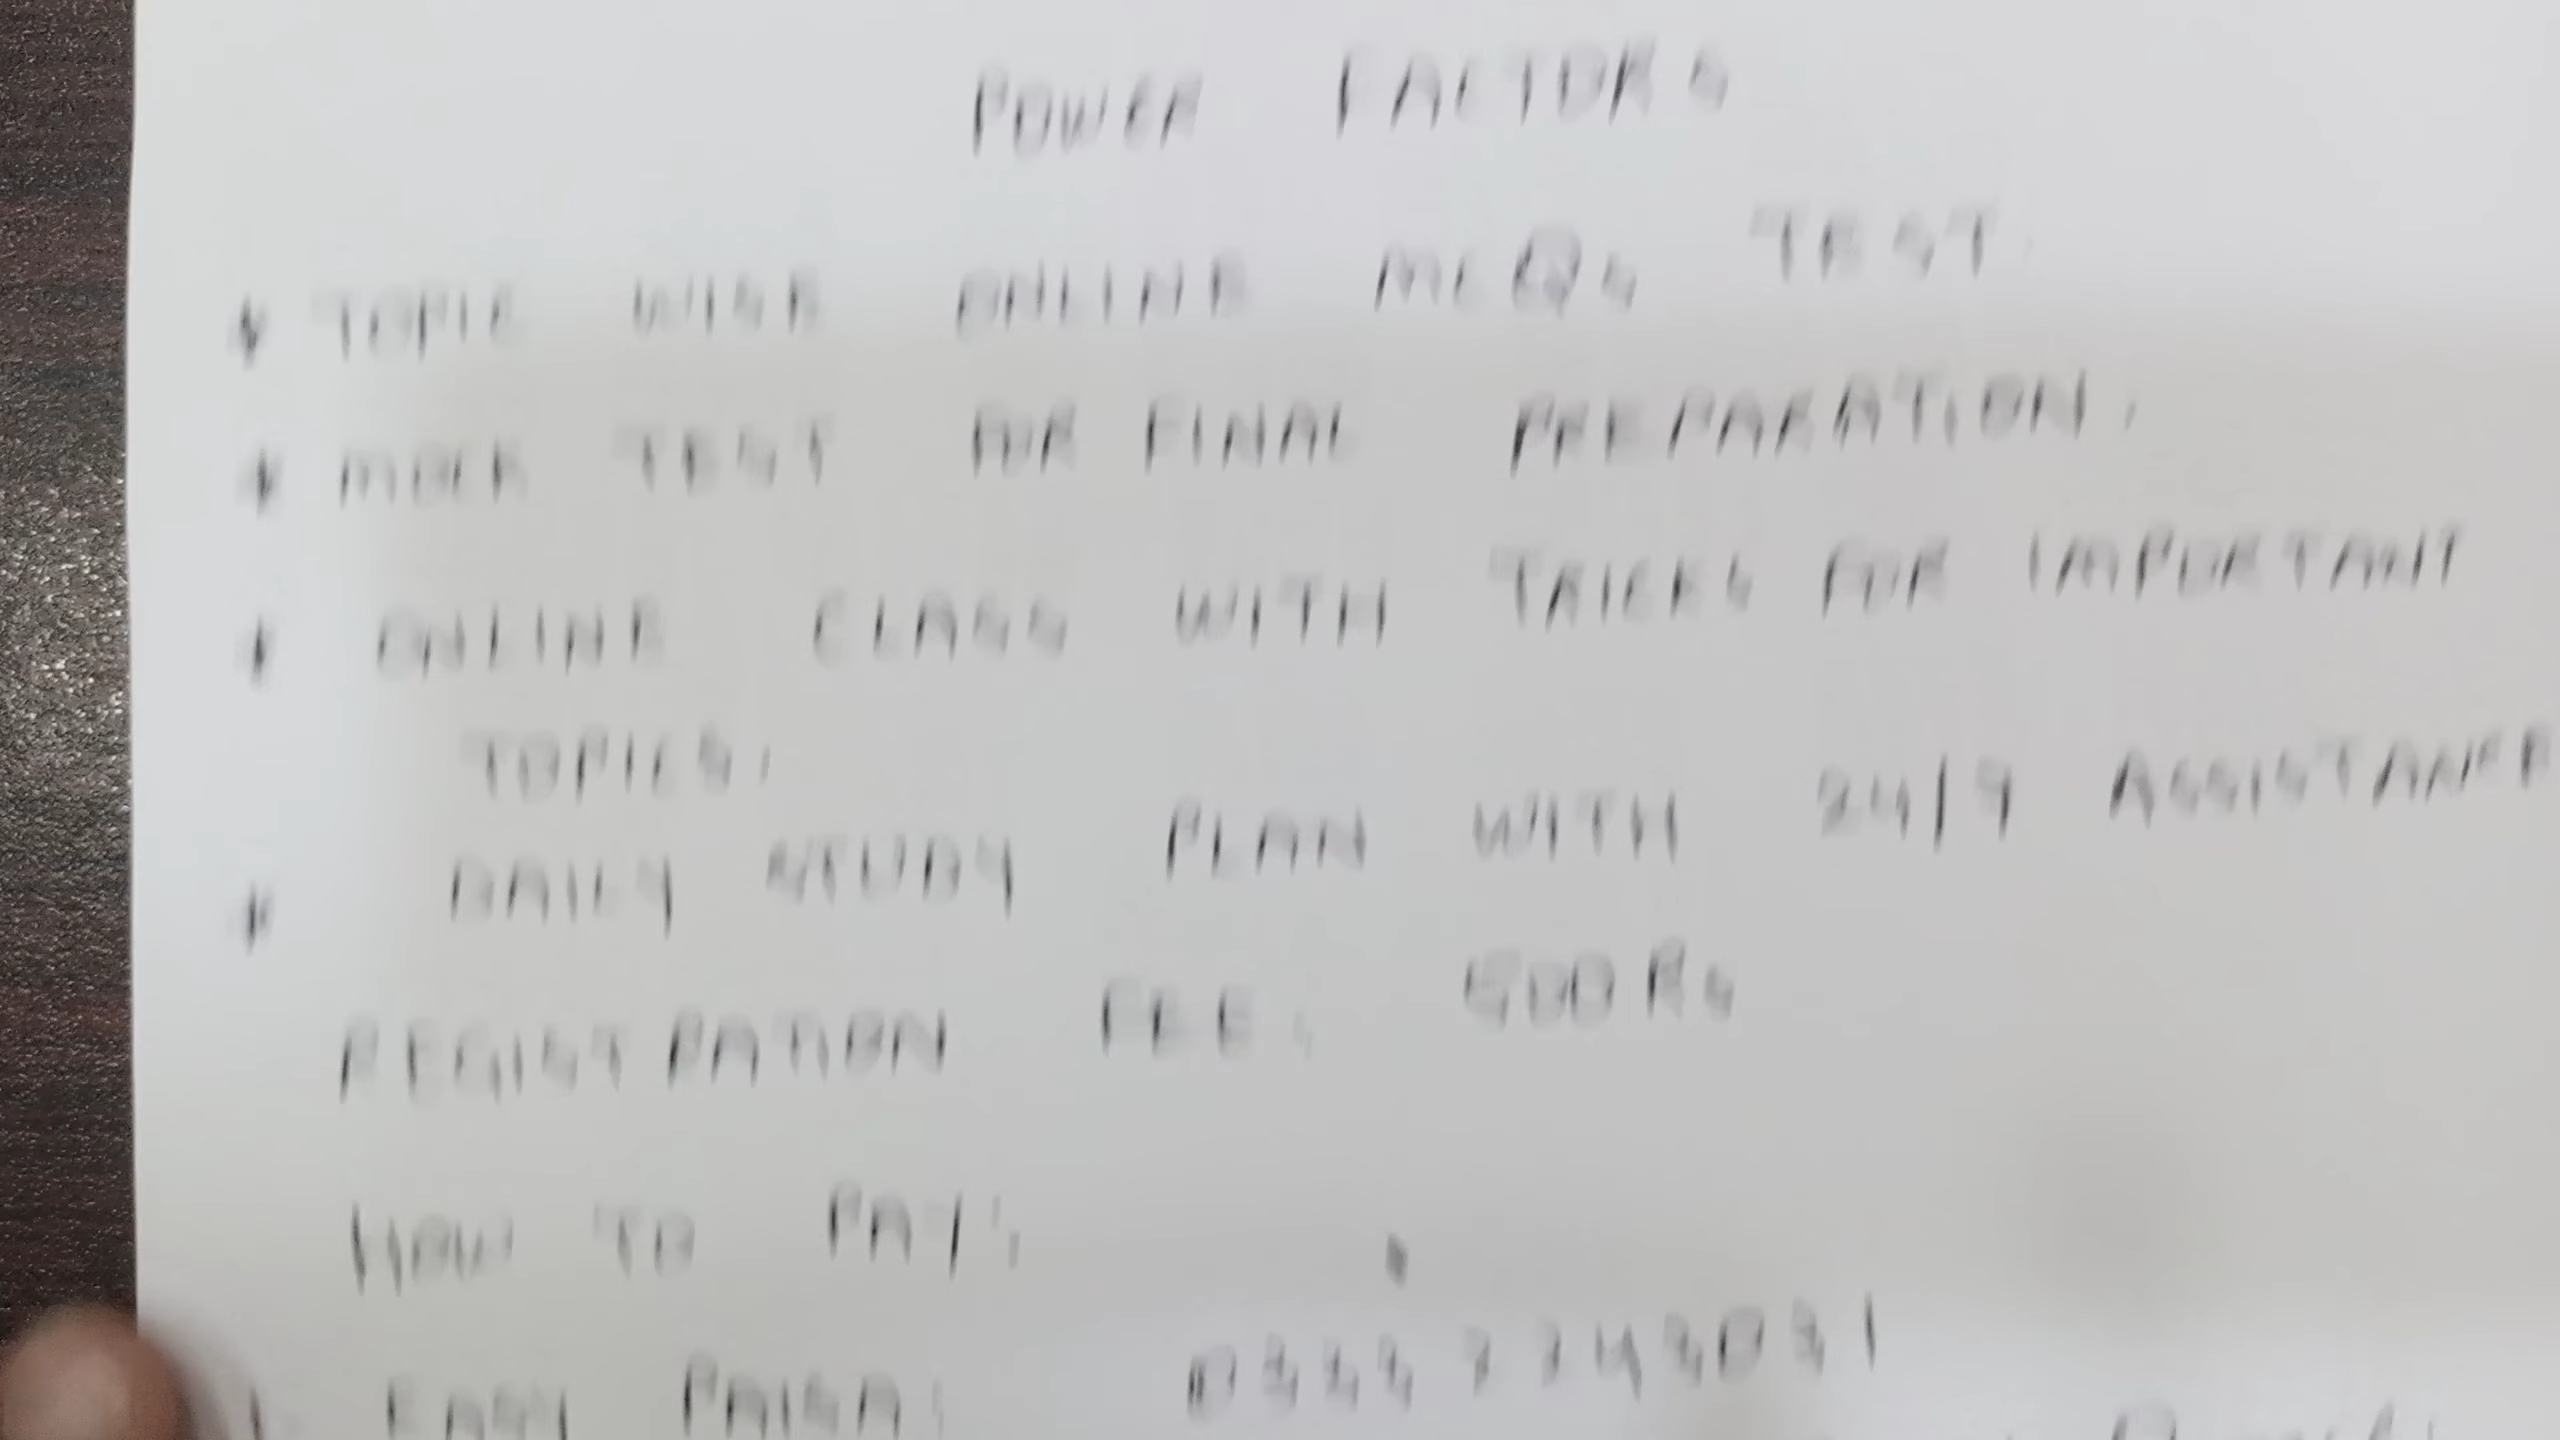 POWER FACTORS
* TOPIC WISE ONLINE MCQs TEST.
* MOCK TEST FOR FINAL PREPARATION.
* ONLINE CLASS WITH TRICKS FOR IMPORTANT
TOPICS.
* DAILY STUDY PLAN WITH 24/7 ASSISTANCE
REGISTRATION FEE: 500 Rs
HOW TO PAY:
EASY PAISA: